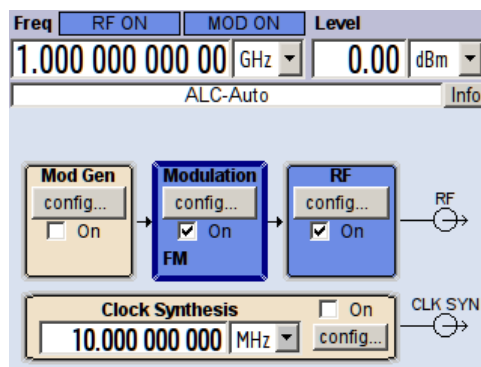 Freq RF ON MOD ON Level
1.000 000 000 00 GHz 0.00 dBm
ALC-Auto Info
Mod Gen Modulation RF
config... config... config... RF
On On On
FM
Clock Synthesis On CLK SYN
10.000 000 000 MHz config...